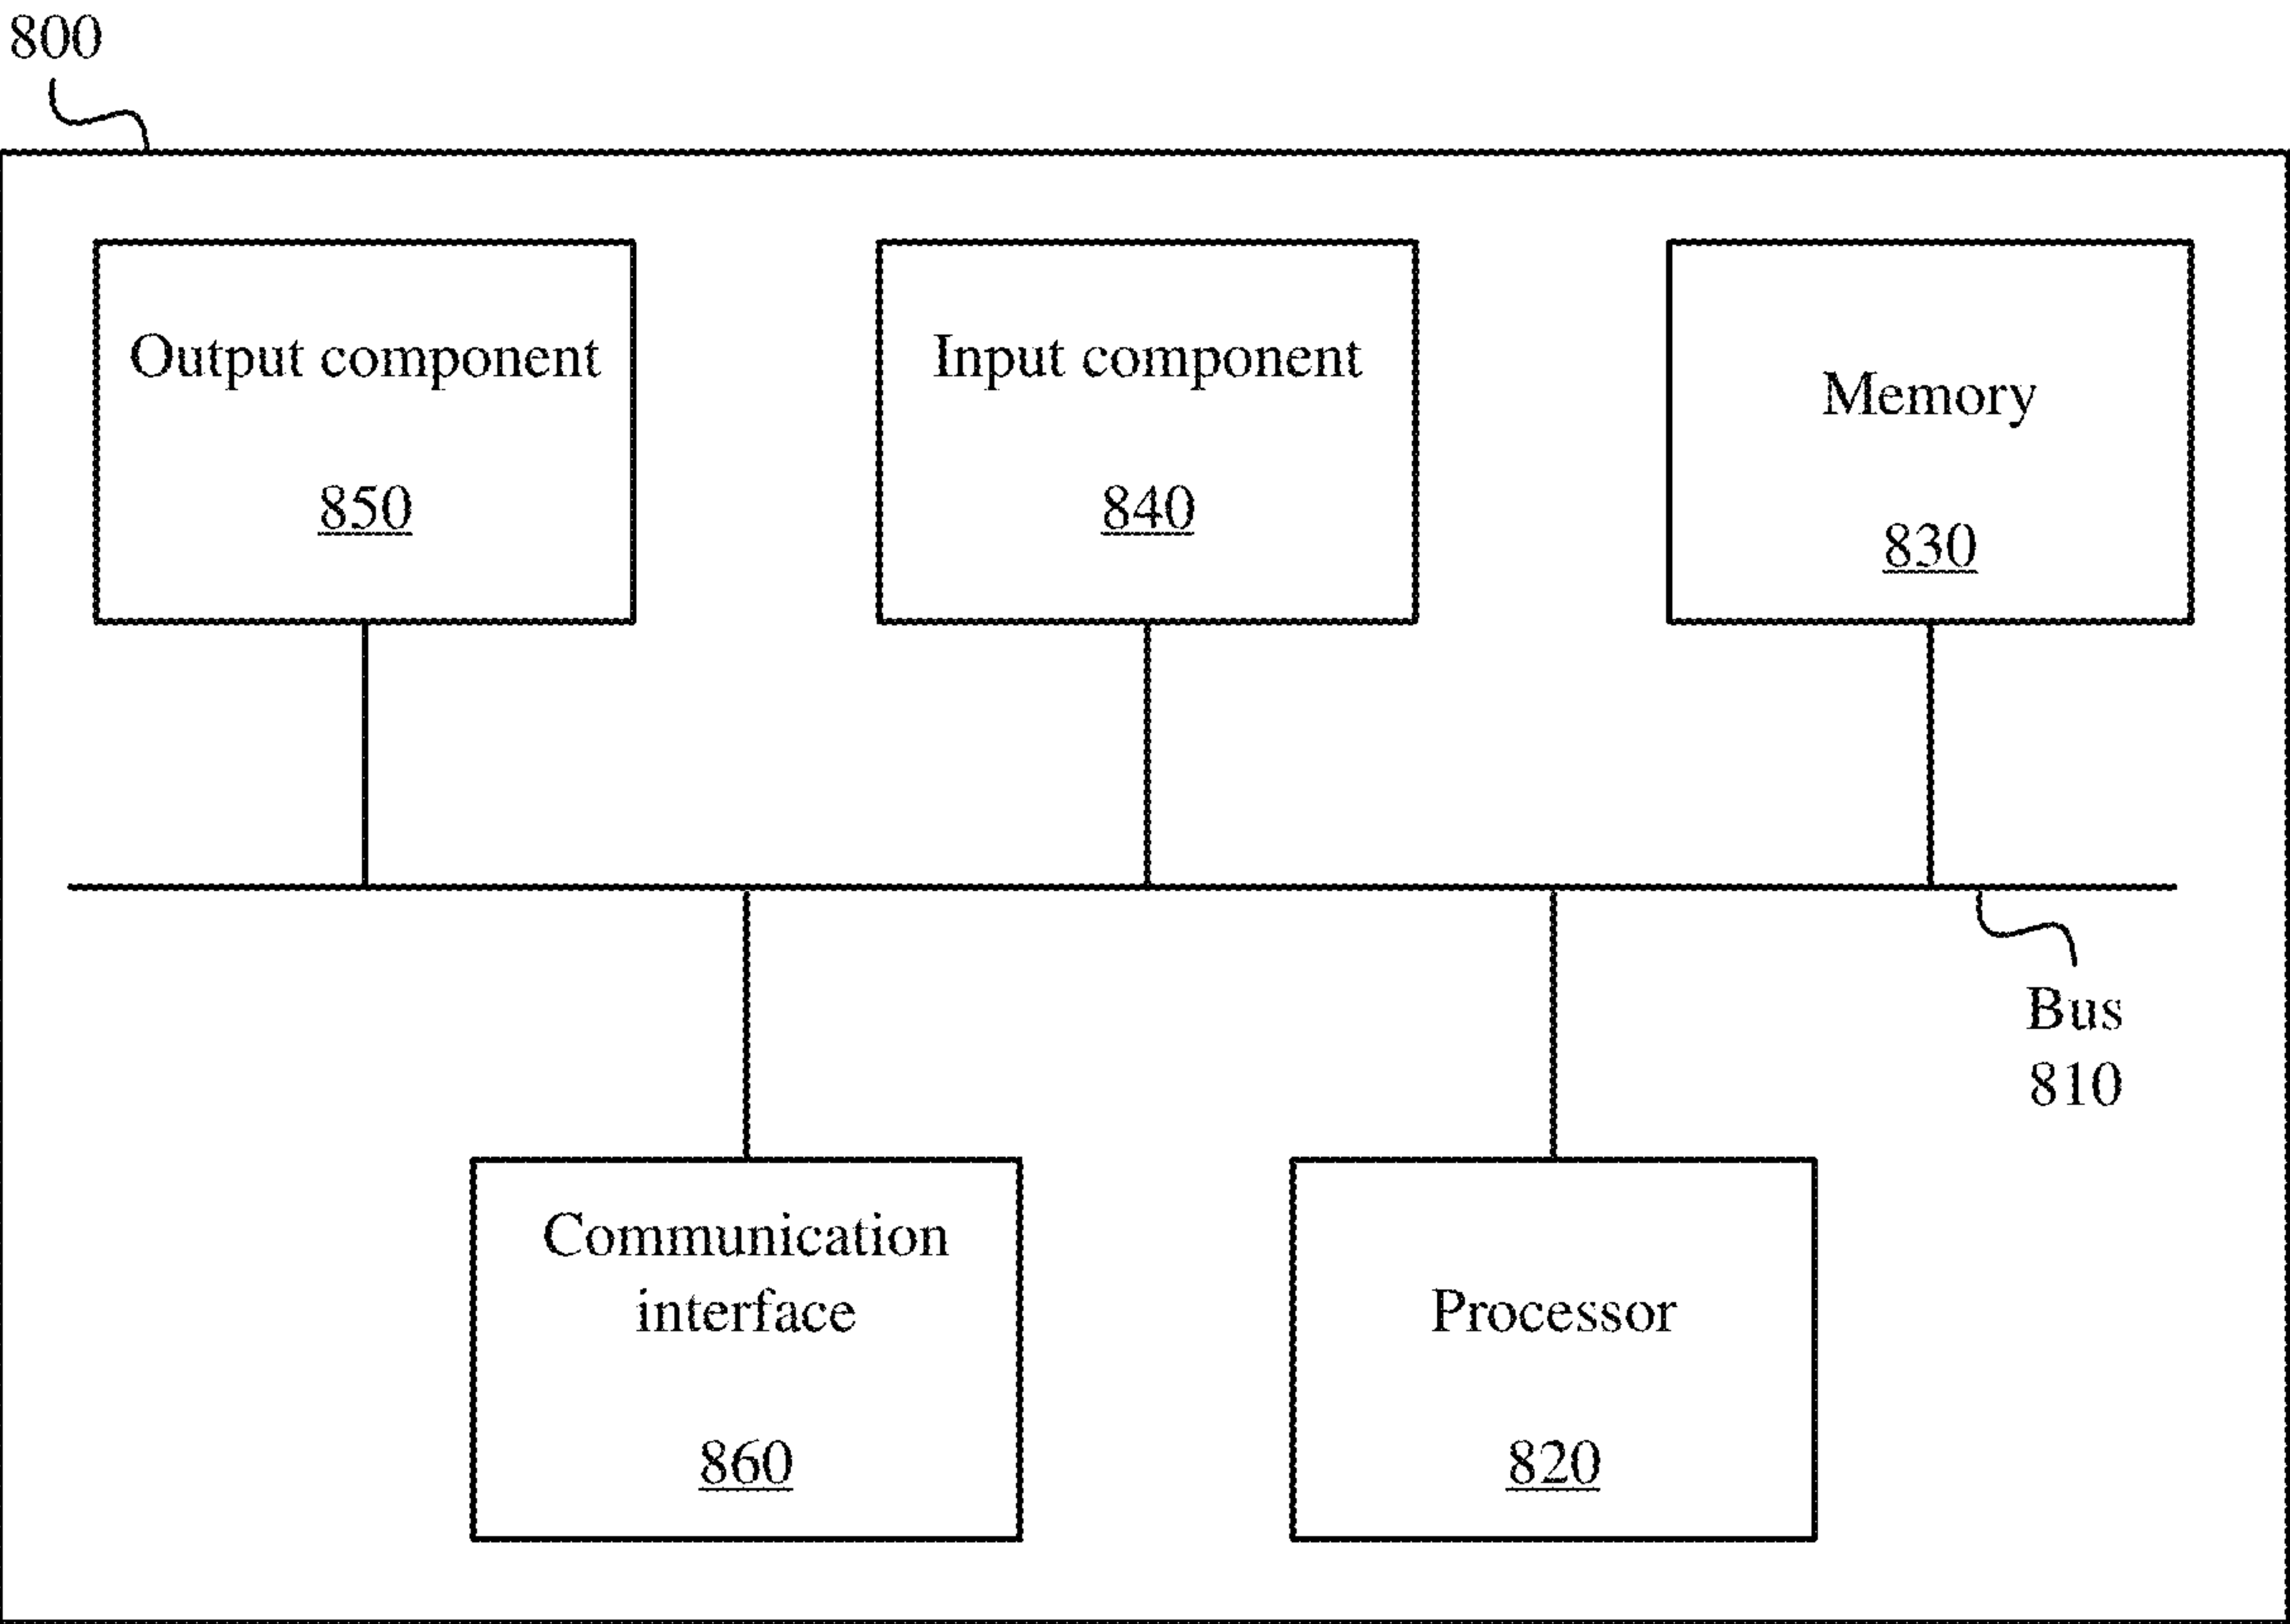 800
Output component
850
Input component
840
Memory
830
Bus
810
Communication
interface
860
Processor
820